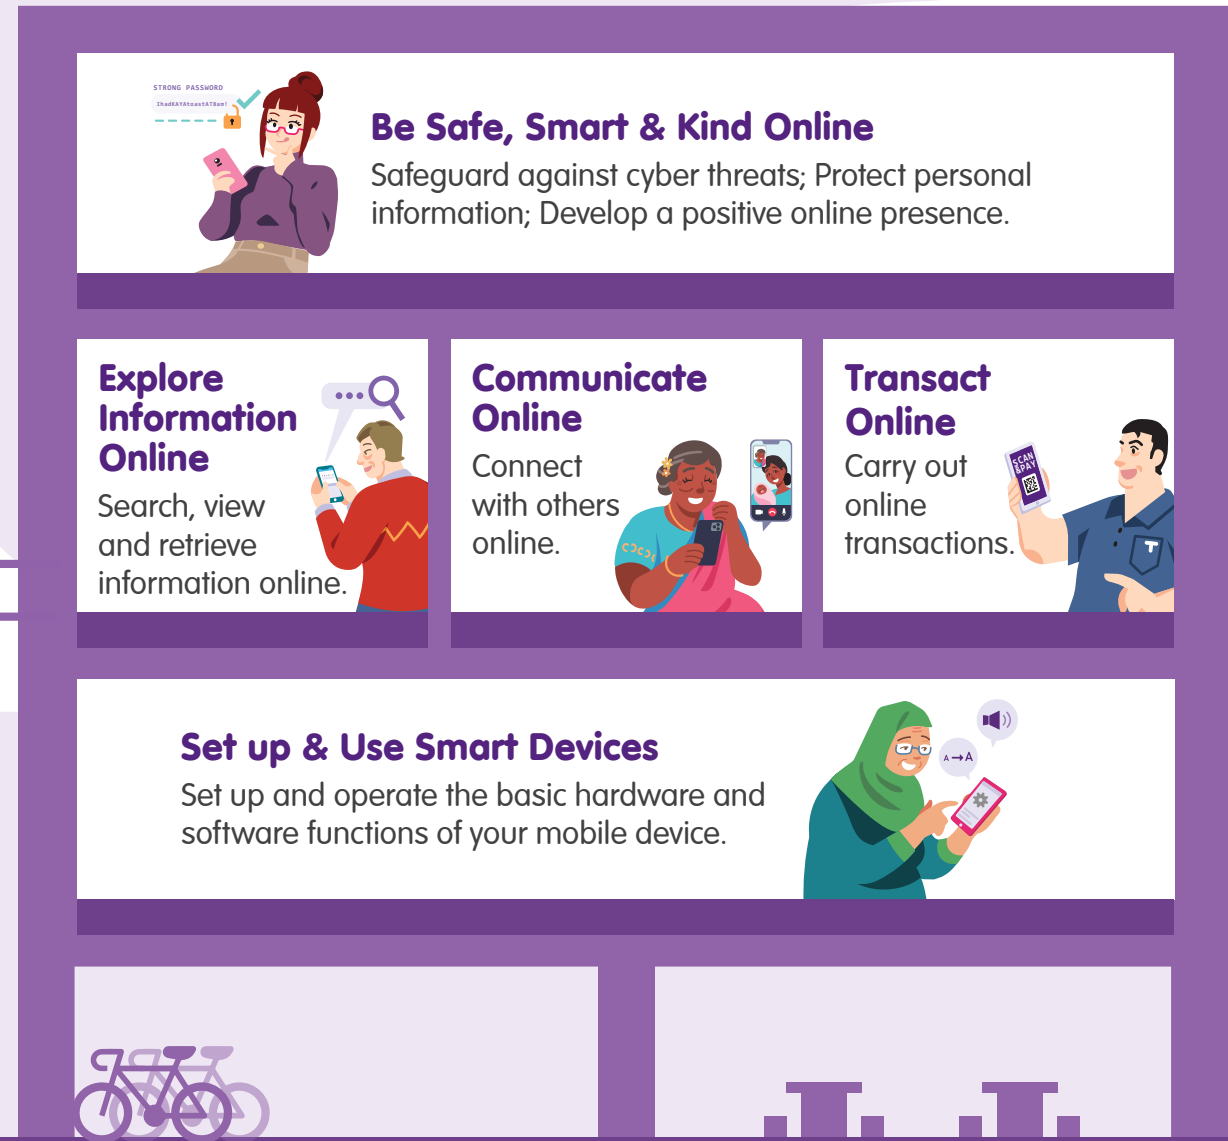 STRONG PASSWORD
IhadKAYAtoastAT8am!
Be Safe, Smart & Kind Online
Safeguard against cyber threats; Protect personal
information; Develop a positive online presence.
Explore
Information
Online
Search, view
and retrieve
information online.
Communicate
Online
Connect
with others
online.
Transact
Online
Carry out
online
transactions.
SCAN
&PAY
T
Set up & Use Smart Devices
Set up and operate the basic hardware and
software functions of your mobile device.
A→A